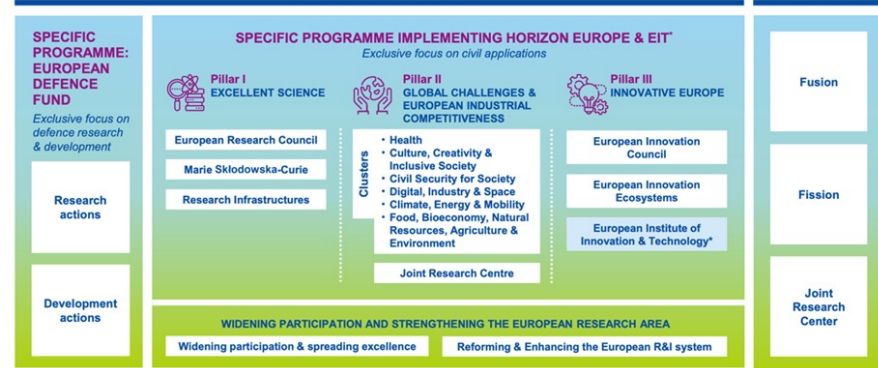 SPECIFIC
PROGRAMME:
EUROPEAN
DEFENCE
FUND
Exclusive focus on
defence research
& development
Research
actions
Development
actions
SPECIFIC PROGRAMME IMPLEMENTING HORIZON EUROPE & EIT*
Exclusive focus on civil applications
Pillar I
EXCELLENT SCIENCE
European Research Council
Marie Skłodowska-Curie
Research Infrastructures
Pillar II
GLOBAL CHALLENGES &
EUROPEAN INDUSTRIAL
COMPETITIVENESS
Clusters
• Health
• Culture, Creativity &
Inclusive Society
• Civil Security for Society
• Digital, Industry & Space
• Climate, Energy & Mobility
• Food, Bioeconomy, Natural
Resources, Agriculture &
Environment
Joint Research Centre
Pillar III
INNOVATIVE EUROPE
European Innovation
Council
European Innovation
Ecosystems
European Institute of
Innovation & Technology*
WIDENING PARTICIPATION AND STRENGTHENING THE EUROPEAN RESEARCH AREA
Widening participation & spreading excellence
Reforming & Enhancing the European R&I system
Fusion
Fission
Joint
Research
Center